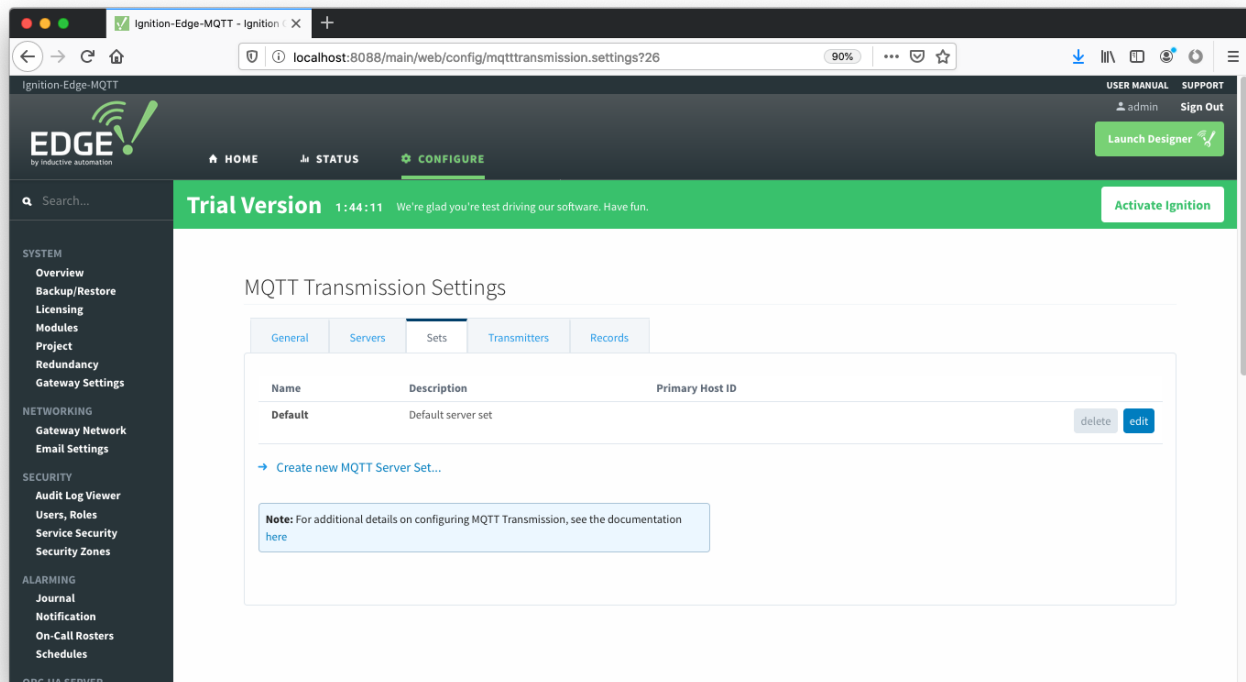 Ignition-Edge-MQTT - Ignition
localhost:8088/main/web/config/mqtttransmission.settings?26
90%
Ignition-Edge-MQTT
USER MANUAL SUPPORT
admin Sign Out
EDGE!
by inductive automation
Launch Designer
HOME STATUS CONFIGURE
Search...
Trial Version 1:44:11 We're glad you're test driving our software. Have fun.
Activate Ignition
SYSTEM
Overview
Backup/Restore
Licensing
Modules
Project
Redundancy
Gateway Settings
NETWORKING
Gateway Network
Email Settings
SECURITY
Audit Log Viewer
Users, Roles
Service Security
Security Zones
ALARMING
Journal
Notification
On-Call Rosters
Schedules
OPC UA SERVER
MQTT Transmission Settings
General Servers Sets Transmitters Records
Name Description Primary Host ID
Default Default server set
delete edit
Create new MQTT Server Set...
Note: For additional details on configuring MQTT Transmission, see the documentation
here